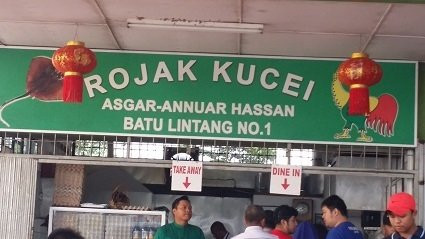 ROJAK KUCEI
ASGAR-ANNUAR HASSAN
BATU LINTANG NO.1
TAKE AWAY
DINE IN